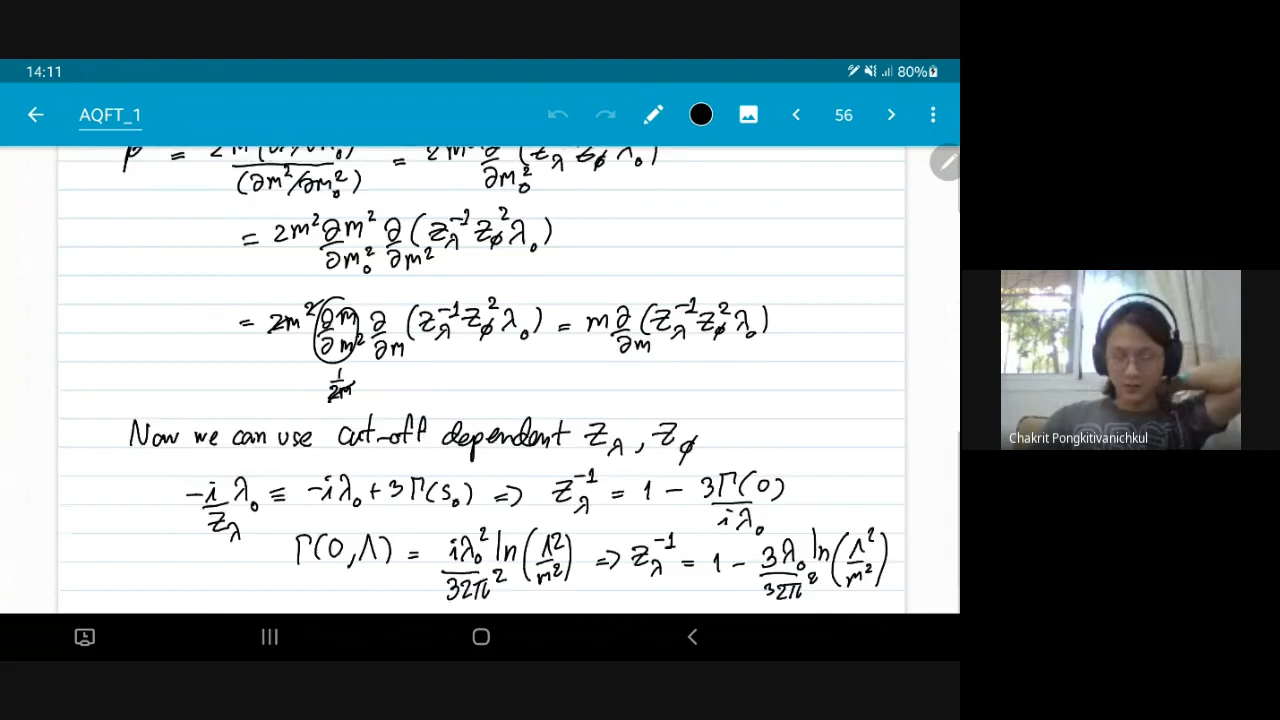 14:11
80%
AQFT_1
56
= (∂m²/∂m₀²) = ∂m₀²
= 2m² ∂m²/∂m₀² ∂/∂m² (Z_λ⁻¹ Z_φ² λ₀)
= 2m² ∂m/∂m² ∂/∂m (Z_λ⁻¹ Z_φ² λ₀) = m ∂/∂m (Z_λ⁻¹ Z_φ² λ₀)
1/2m
Now we can use cut-off dependent Z_λ, Z_φ
-i/Z_λ λ₀ ≡ -iλ₀ + 3Γ(s₀) ⇒ Z_λ⁻¹ = 1 - 3Γ(0)/iλ₀
Γ(0,Λ) = iλ₀²/32π² ln(Λ²/m²) ⇒ Z_λ⁻¹ = 1 - 3λ₀/32π² ln(Λ²/m²)
Chakrit Pongkitivanichkul